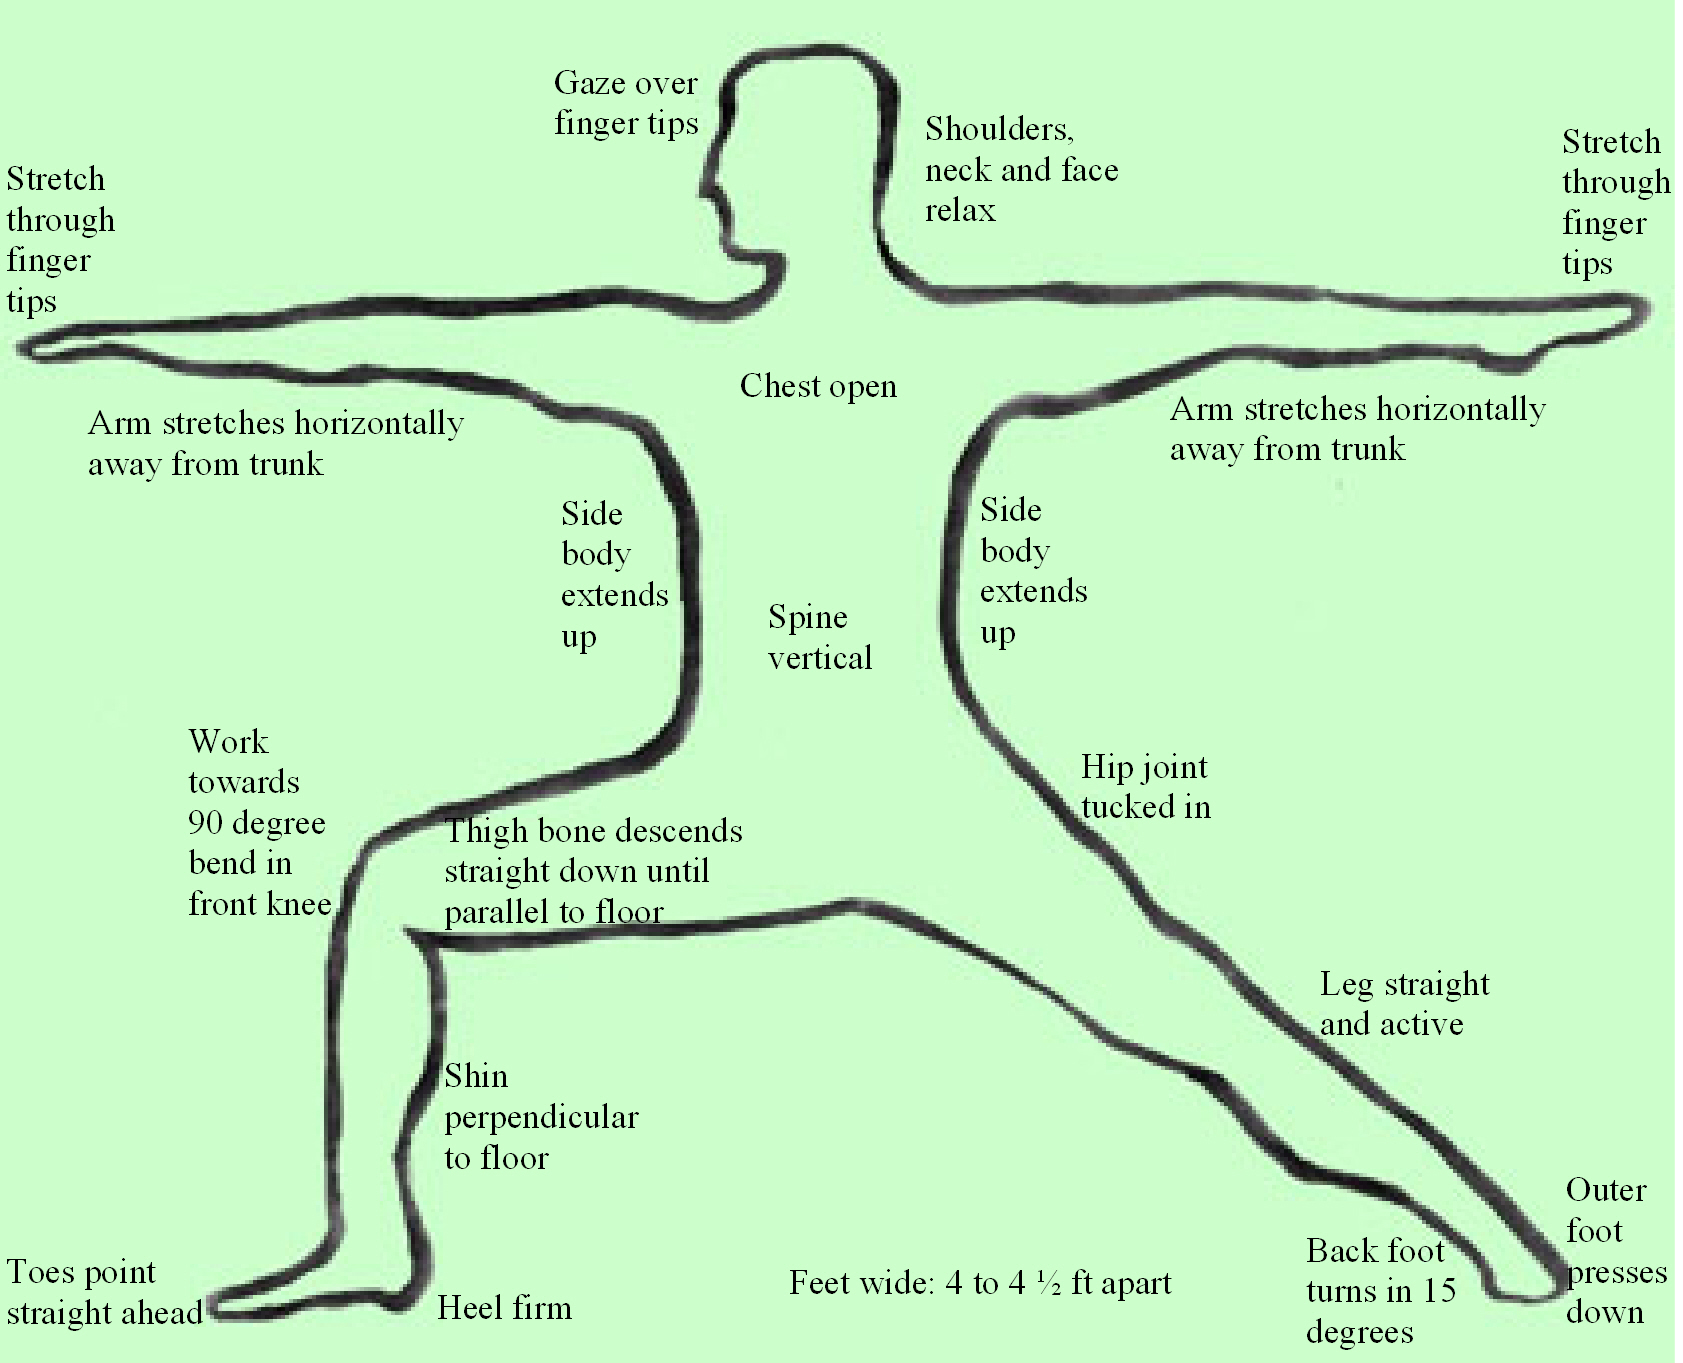 Gaze over
finger tips
Shoulders,
neck and face
relax
Stretch
through
finger
tips
Stretch
through
finger
tips
Chest open
Arm stretches horizontally
away from trunk
Arm stretches horizontally
away from trunk
Side
body
extends
up
Side
body
extends
up
Spine
vertical
Work
towards
90 degree
bend in
front knee
Hip joint
tucked in
Thigh bone descends
straight down until
parallel to floor
Leg straight
and active
Shin
perpendicular
to floor
Outer
foot
presses
down
Toes point
straight ahead
Heel firm
Feet wide: 4 to 4 ½ ft apart
Back foot
turns in 15
degrees